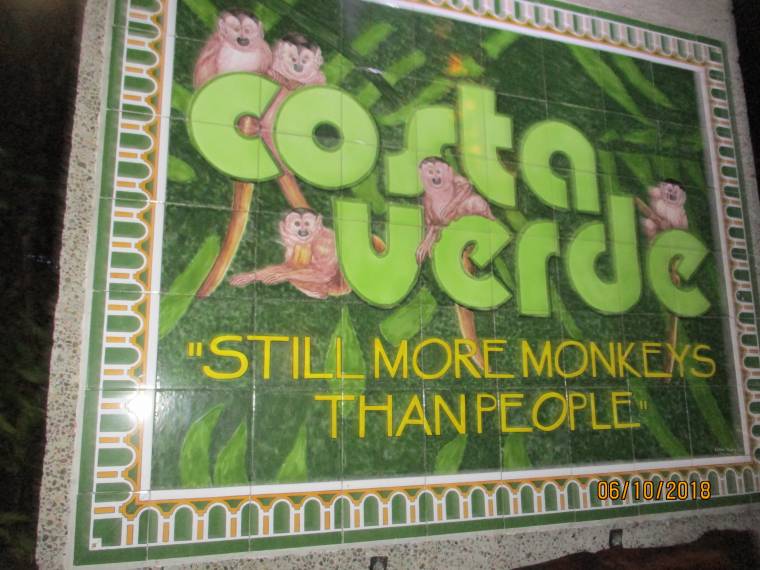 costa
verde
"STILL MORE MONKEYS
THAN PEOPLE"
06/10/2018